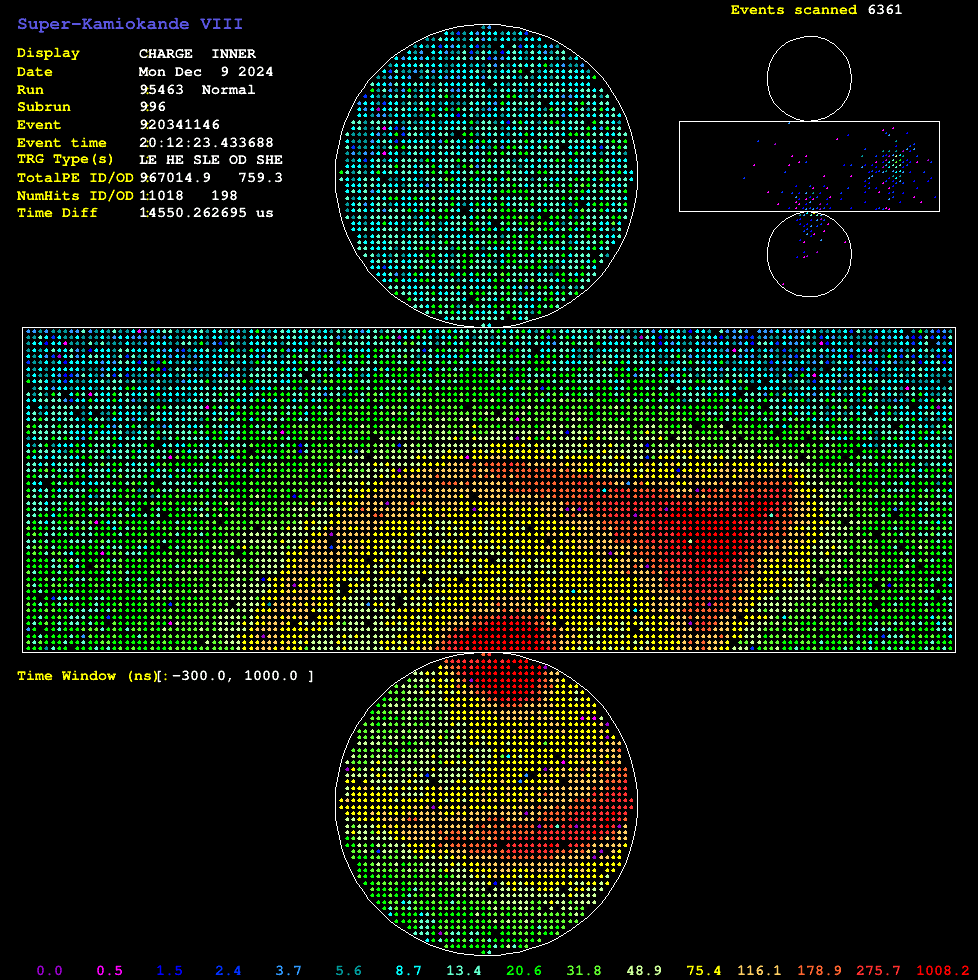 Super-Kamiokande VIII
Events scanned 6361
Display CHARGE INNER
Date Mon Dec 9 2024
Run 95463 Normal
Subrun 996
Event 920341146
Event time 20:12:23.433688
TRG Type(s) LE HE SLE OD SHE
TotalPE ID/OD 967014.9 759.3
NumHits ID/OD 11018 198
Time Diff 14550.262695 us
Time Window (ns)[:-300.0, 1000.0 ]
0.0 0.5 1.5 2.4 3.7 5.6 8.7 13.4 20.6 31.8 48.9 75.4 116.1 178.9 275.7 1008.2